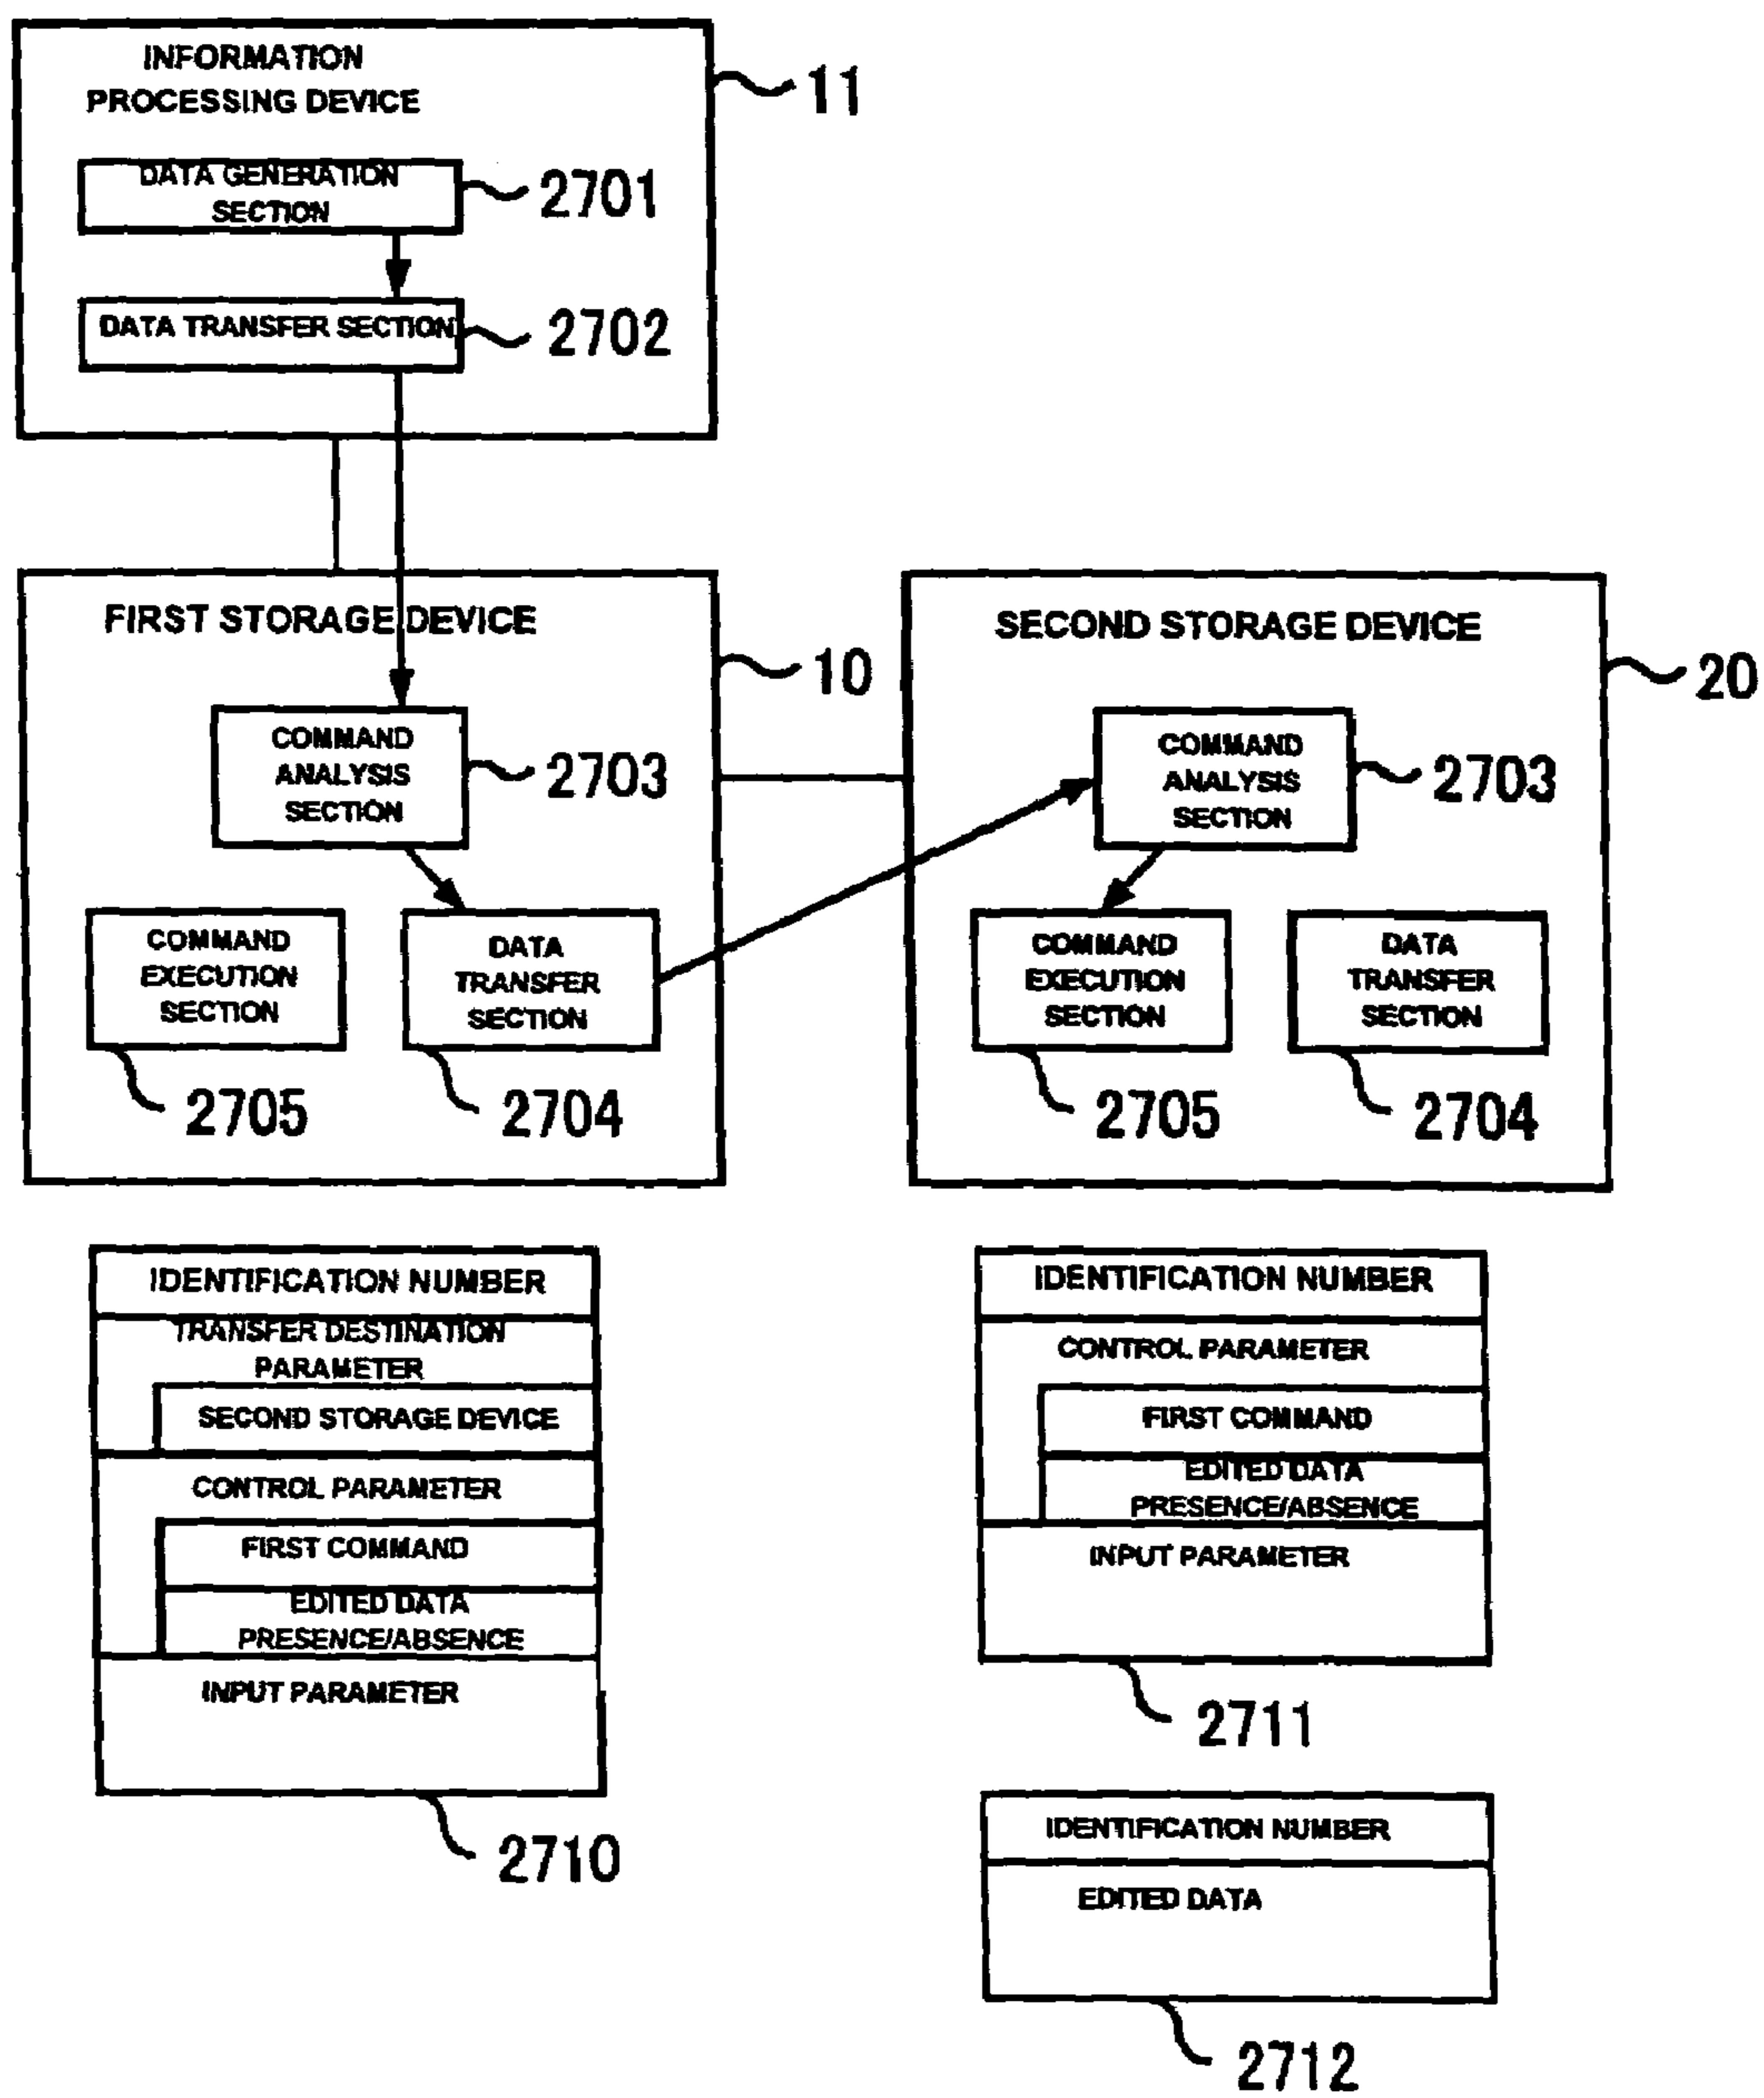 INFORMATION
PROCESSING DEVICE
11
DATA GENERATION
SECTION
2701
DATA TRANSFER SECTION
2702
FIRST STORAGE DEVICE
10
COMMAND
ANALYSIS
SECTION
2703
COMMAND
EXECUTION
SECTION
2705
DATA
TRANSFER
SECTION
2704
SECOND STORAGE DEVICE
20
COMMAND
ANALYSIS
SECTION
2703
COMMAND
EXECUTION
SECTION
2705
DATA
TRANSFER
SECTION
2704
IDENTIFICATION NUMBER
TRANSFER DESTINATION
PARAMETER
SECOND STORAGE DEVICE
CONTROL PARAMETER
FIRST COMMAND
EDITED DATA
PRESENCE/ABSENCE
INPUT PARAMETER
2710
IDENTIFICATION NUMBER
CONTROL PARAMETER
FIRST COMMAND
EDITED DATA
PRESENCE/ABSENCE
INPUT PARAMETER
2711
IDENTIFICATION NUMBER
EDITED DATA
2712